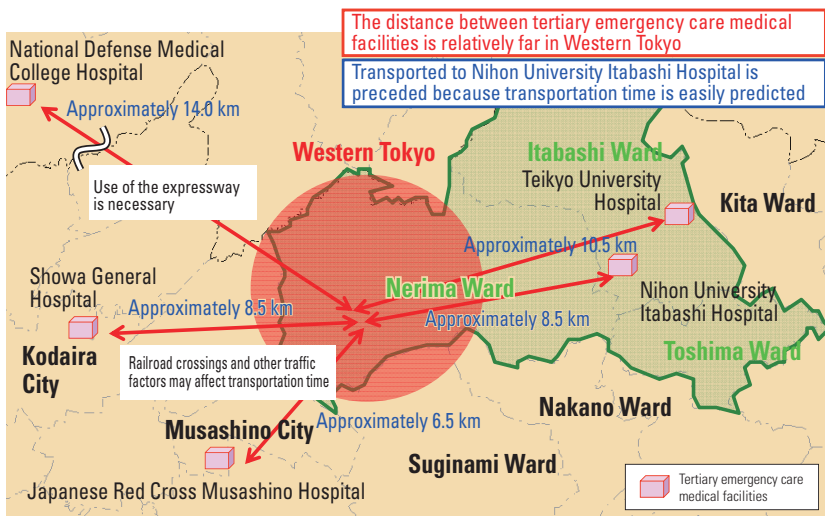 The distance between tertiary emergency care medical
facilities is relatively far in Western Tokyo
Transported to Nihon University Itabashi Hospital is
preceded because transportation time is easily predicted
National Defense Medical
College Hospital
Approximately 14.0 km
Western Tokyo
Itabashi Ward
Teikyo University
Hospital
Kita Ward
Use of the expressway
is necessary
Approximately 10.5 km
Showa General
Hospital
Approximately 8.5 km
Nerima Ward
Nihon University
Itabashi Hospital
Approximately 8.5 km
Kodaira
City
Railroad crossings and other traffic
factors may affect transportation time
Toshima Ward
Musashino City
Approximately 6.5 km
Nakano Ward
Suginami Ward
Japanese Red Cross Musashino Hospital
Tertiary emergency care
medical facilities